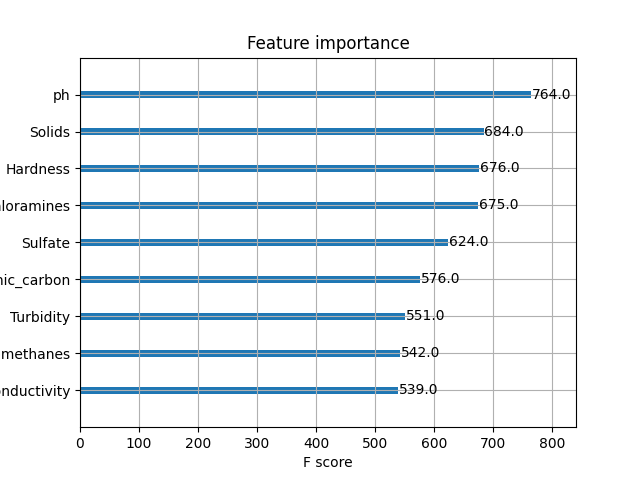 Feature importance
ph 764.0
Solids 684.0
Hardness 676.0
loramines 675.0
Sulfate 624.0
nic_carbon 576.0
Turbidity 551.0
methanes 542.0
nductivity 539.0
0 100 200 300 400 500 600 700 800
F score